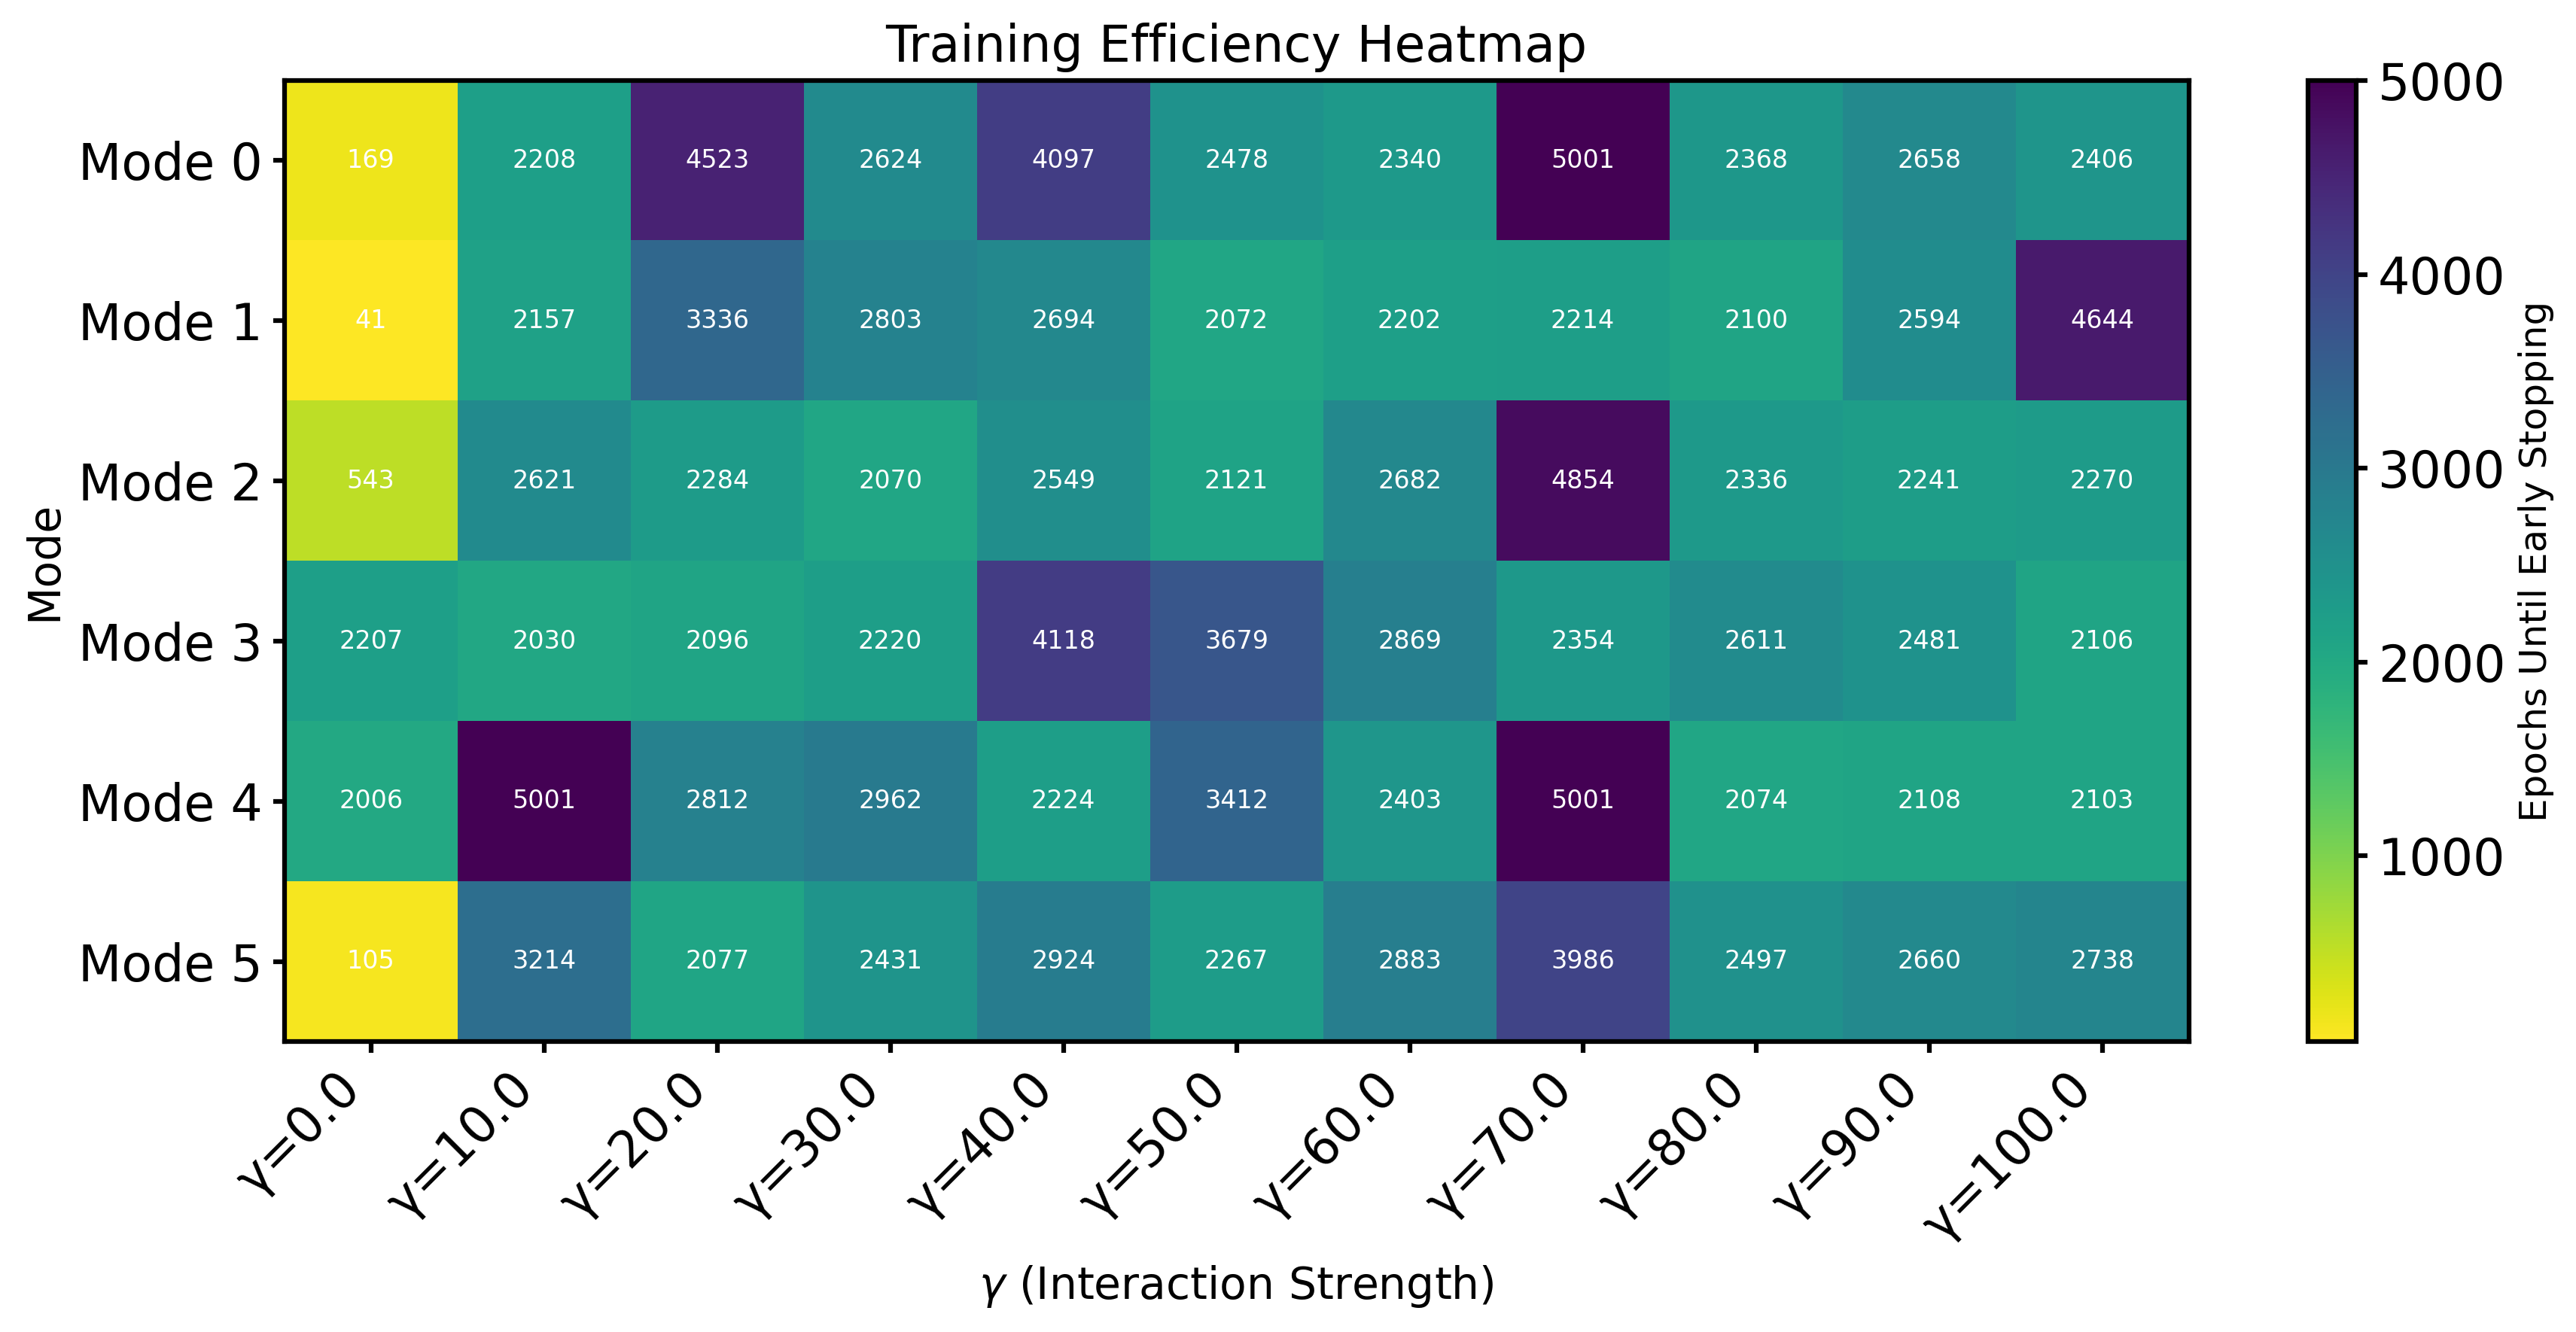 Training Efficiency Heatmap
Mode 0 169 2208 4523 2624 4097 2478 2340 5001 2368 2658 2406
Mode 1 41 2157 3336 2803 2694 2072 2202 2214 2100 2594 4644
Mode 2 543 2621 2284 2070 2549 2121 2682 4854 2336 2241 2270
Mode 3 2207 2030 2096 2220 4118 3679 2869 2354 2611 2481 2106
Mode 4 2006 5001 2812 2962 2224 3412 2403 5001 2074 2108 2103
Mode 5 105 3214 2077 2431 2924 2267 2883 3986 2497 2660 2738
Mode
γ=0.0 γ=10.0 γ=20.0 γ=30.0 γ=40.0 γ=50.0 γ=60.0 γ=70.0 γ=80.0 γ=90.0 γ=100.0
γ (Interaction Strength)
5000
4000
3000
2000
1000
Epochs Until Early Stopping